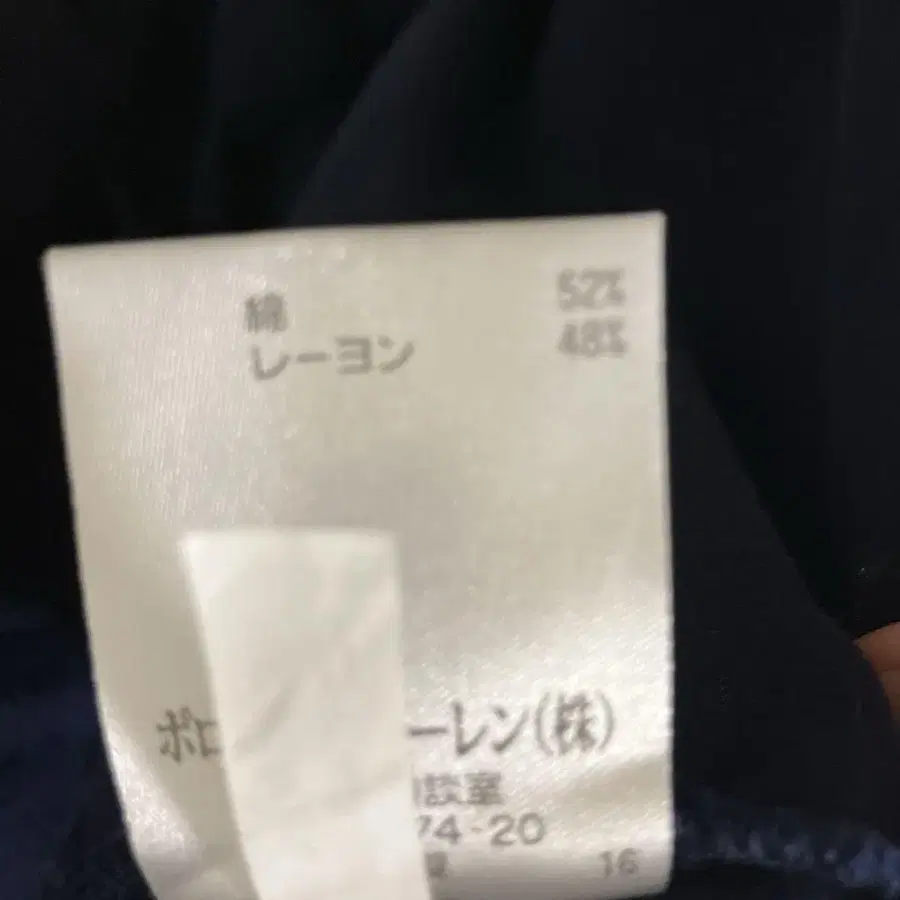 綿 52%
レーヨン 48%
ポロ ーレン(株)
談室
74-20
16